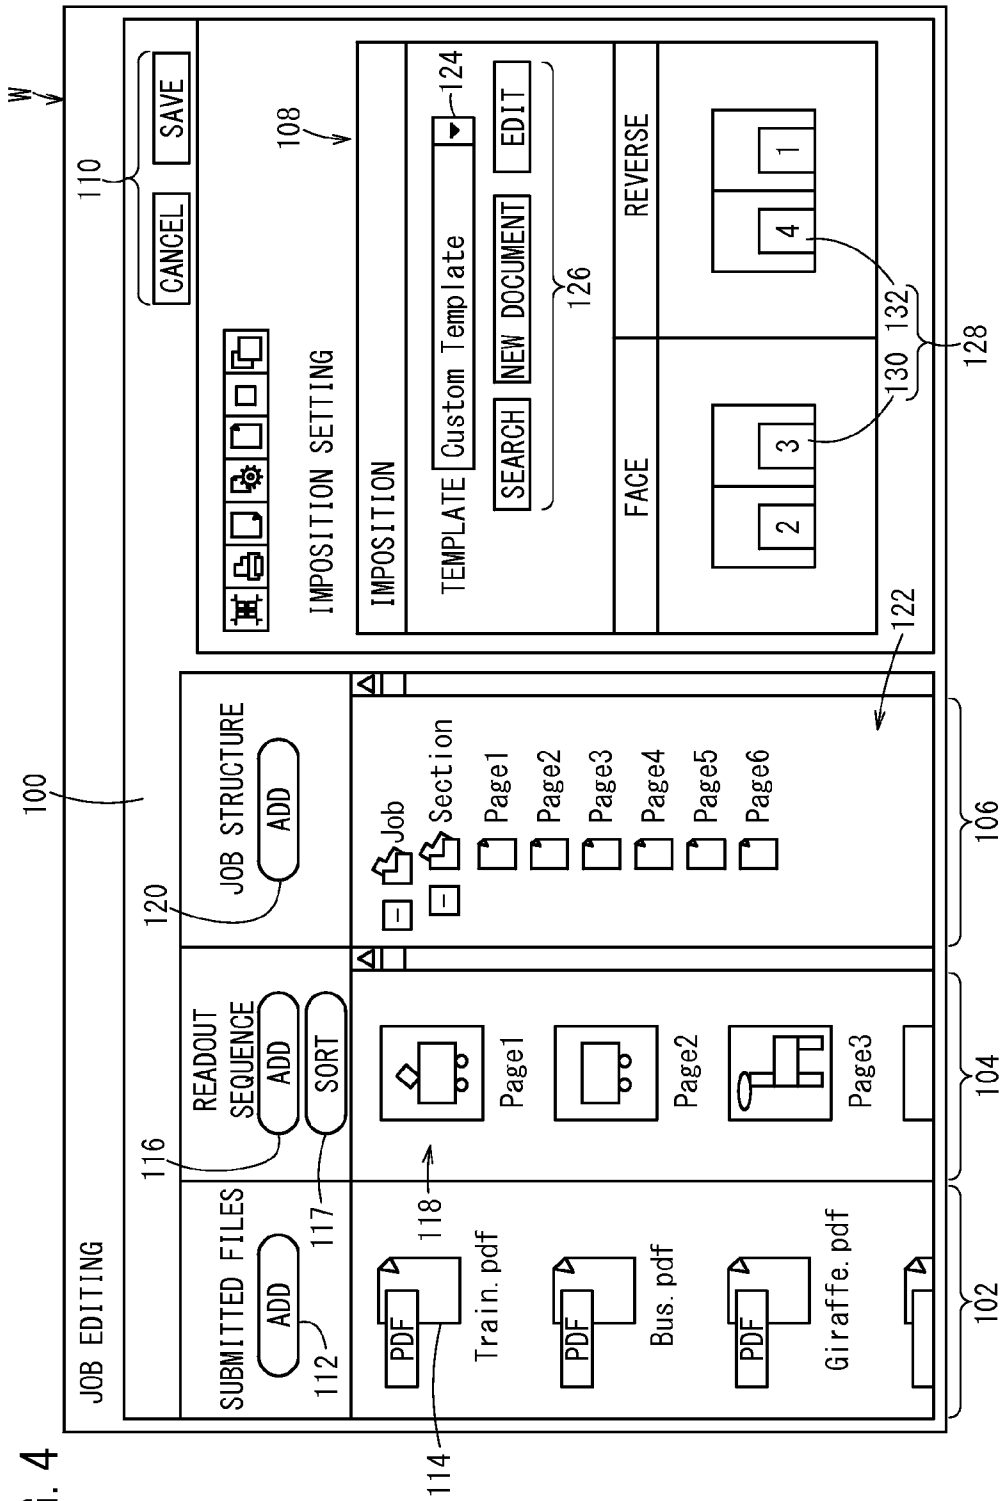 G. 4
W
JOB EDITING
100
110
CANCEL
SAVE
SUBMITTED FILES
ADD
112
READOUT
SEQUENCE
ADD
SORT
116
117
JOB STRUCTURE
ADD
120
IMPOSITION SETTING
108
114
PDF
Train.pdf
PDF
Bus.pdf
PDF
Giraffe.pdf
118
Page1
Page2
Page3
Job
Section
Page1
Page2
Page3
Page4
Page5
Page6
122
IMPOSITION
TEMPLATE
Custom Template
124
SEARCH
NEW DOCUMENT
EDIT
126
FACE
REVERSE
2
3
4
1
130
132
128
102
104
106